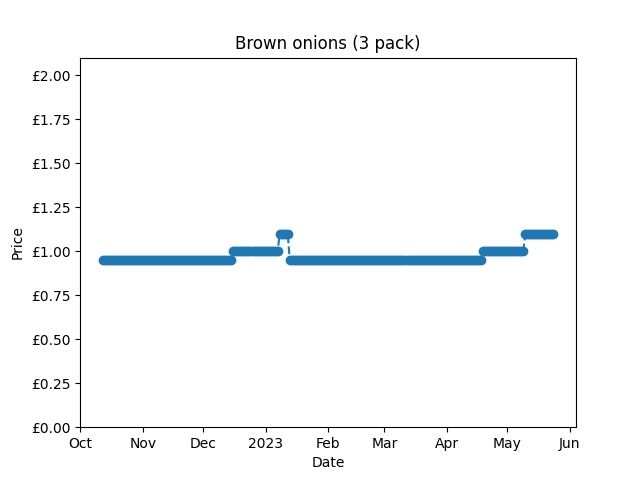 Brown onions (3 pack)
£2.00
£1.75
£1.50
£1.25
£1.00
£0.75
£0.50
£0.25
£0.00
Price
Oct Nov Dec 2023 Feb Mar Apr May Jun
Date